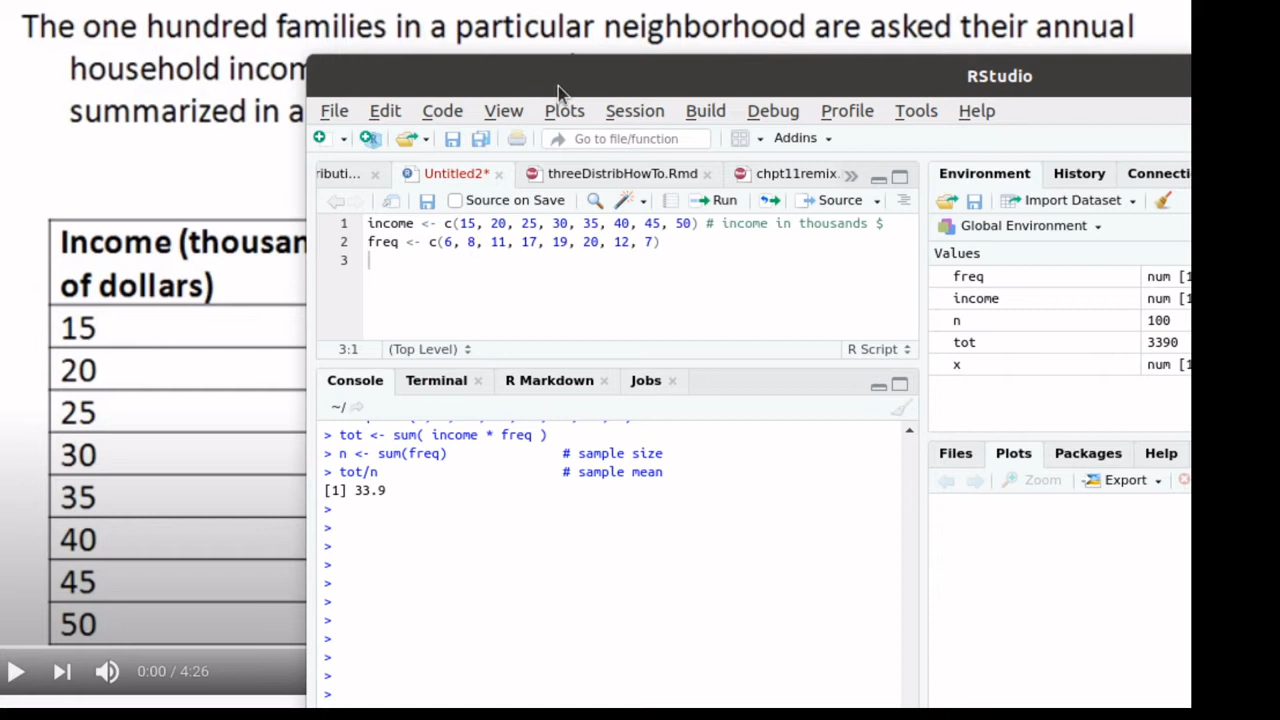 The one hundred families in a particular neighborhood are asked their annual
household incom
summarized in a
RStudio
File Edit Code View Plots Session Build Debug Profile Tools Help
Go to file/function Addins
ributi... Untitled2* threeDistribHowTo.Rmd chpt11remix.
Source on Save Run Source
1 income <- c(15, 20, 25, 30, 35, 40, 45, 50) # income in thousands $
2 freq <- c(6, 8, 11, 17, 19, 20, 12, 7)
3
3:1 (Top Level) R Script
Console Terminal R Markdown Jobs
~/
> tot <- sum( income * freq )
> n <- sum(freq) # sample size
> tot/n # sample mean
[1] 33.9
>
>
>
>
>
>
>
>
>
>
>
Environment History Connecti
Import Dataset
Global Environment
Values
freq num [1
income num [1
n 100
tot 3390
x num [1
Files Plots Packages Help
Zoom Export
Income (thousan
of dollars)
15
20
25
30
35
40
45
50
0:00 / 4:26